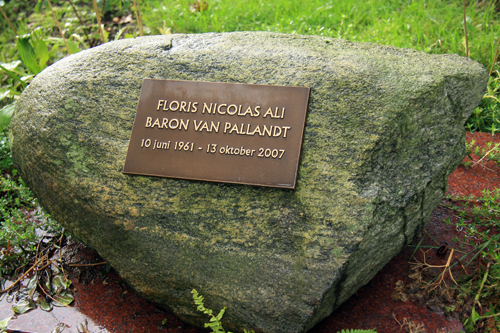 FLORIS NICOLAS ALI
BARON VAN PALLANDT
10 juni 1961 - 13 oktober 2007